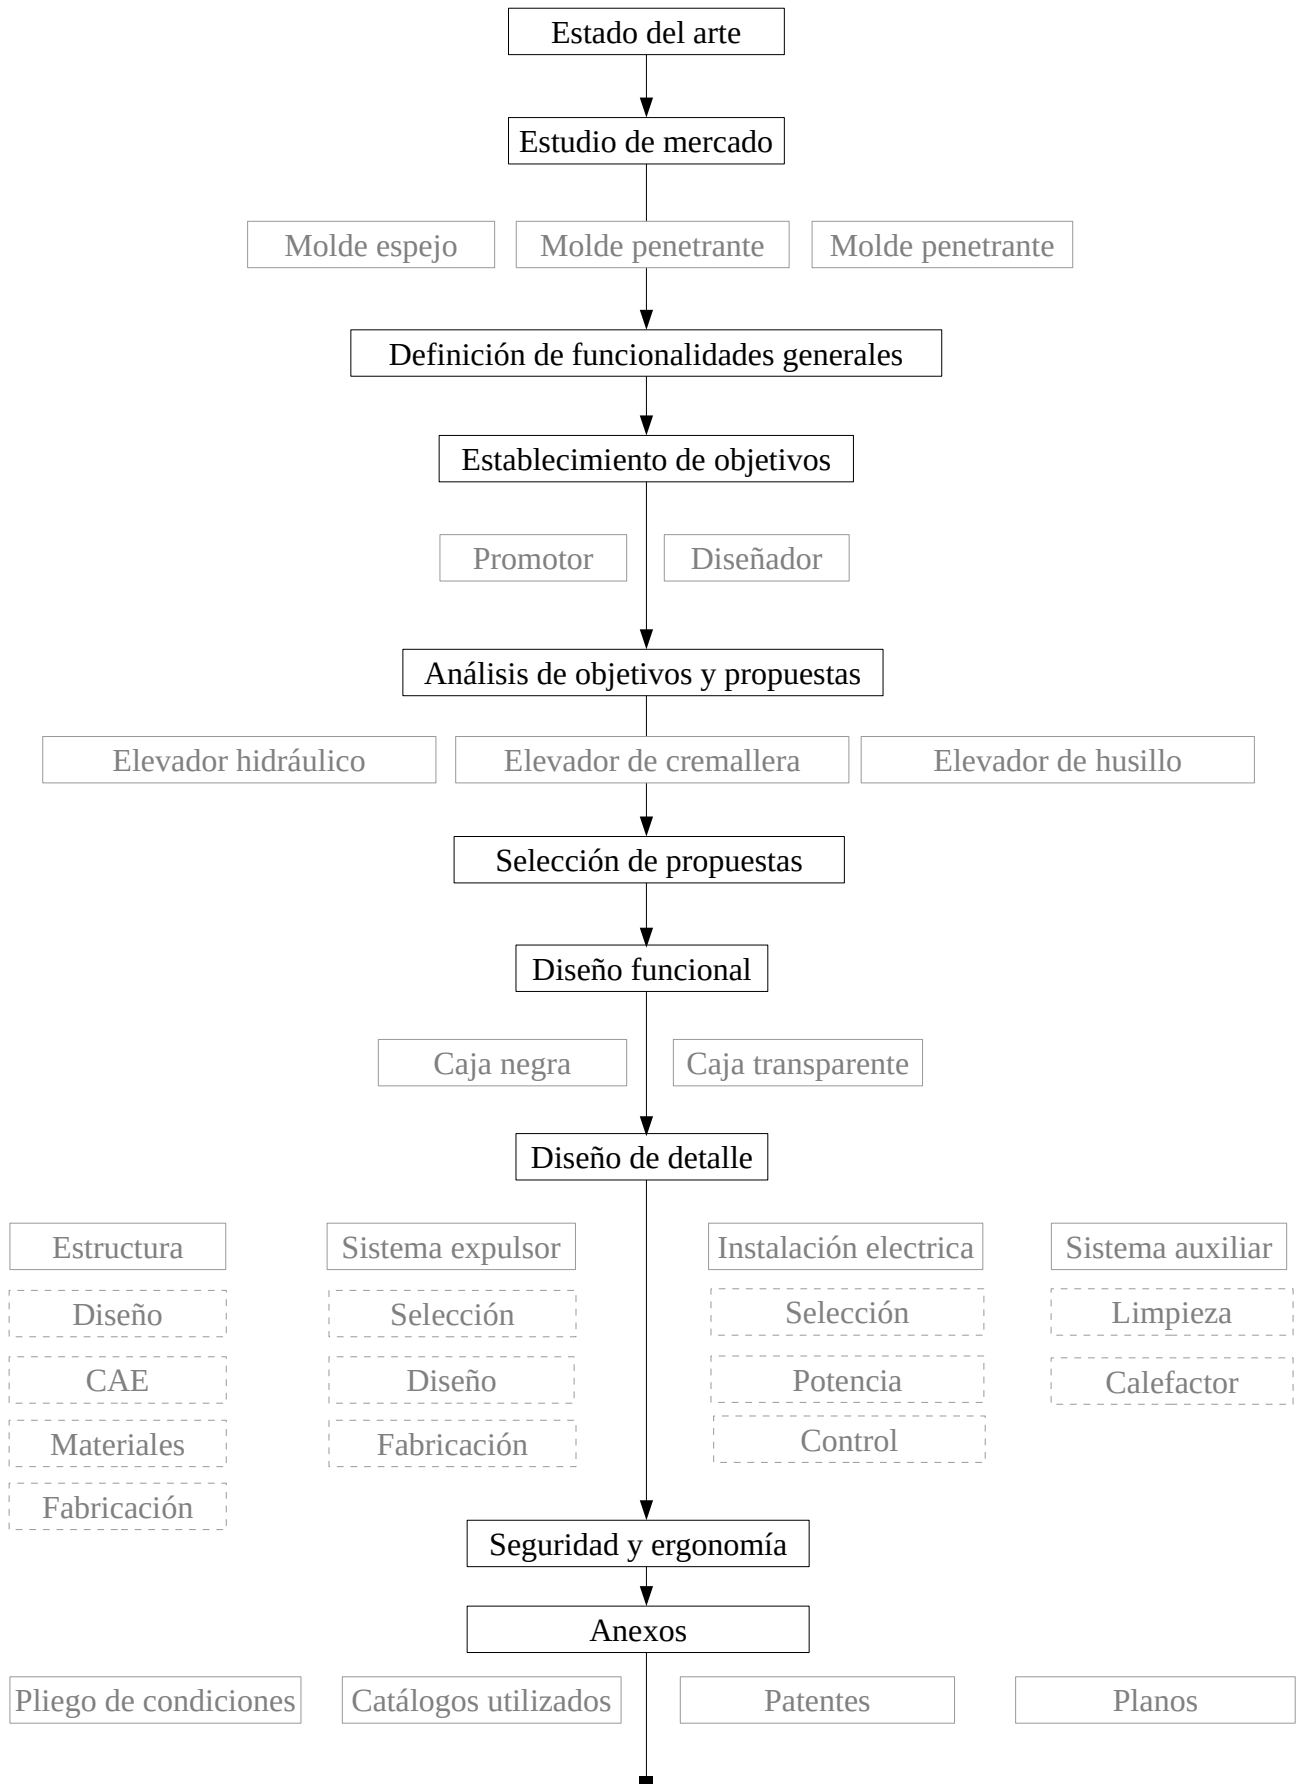 Estado del arte
Estudio de mercado
Molde espejo
Molde penetrante
Molde penetrante
Definición de funcionalidades generales
Establecimiento de objetivos
Promotor
Diseñador
Análisis de objetivos y propuestas
Elevador hidráulico
Elevador de cremallera
Elevador de husillo
Selección de propuestas
Diseño funcional
Caja negra
Caja transparente
Diseño de detalle
Estructura
Diseño
CAE
Materiales
Fabricación
Sistema expulsor
Selección
Diseño
Fabricación
Instalación electrica
Selección
Potencia
Control
Sistema auxiliar
Limpieza
Calefactor
Seguridad y ergonomía
Anexos
Pliego de condiciones
Catálogos utilizados
Patentes
Planos